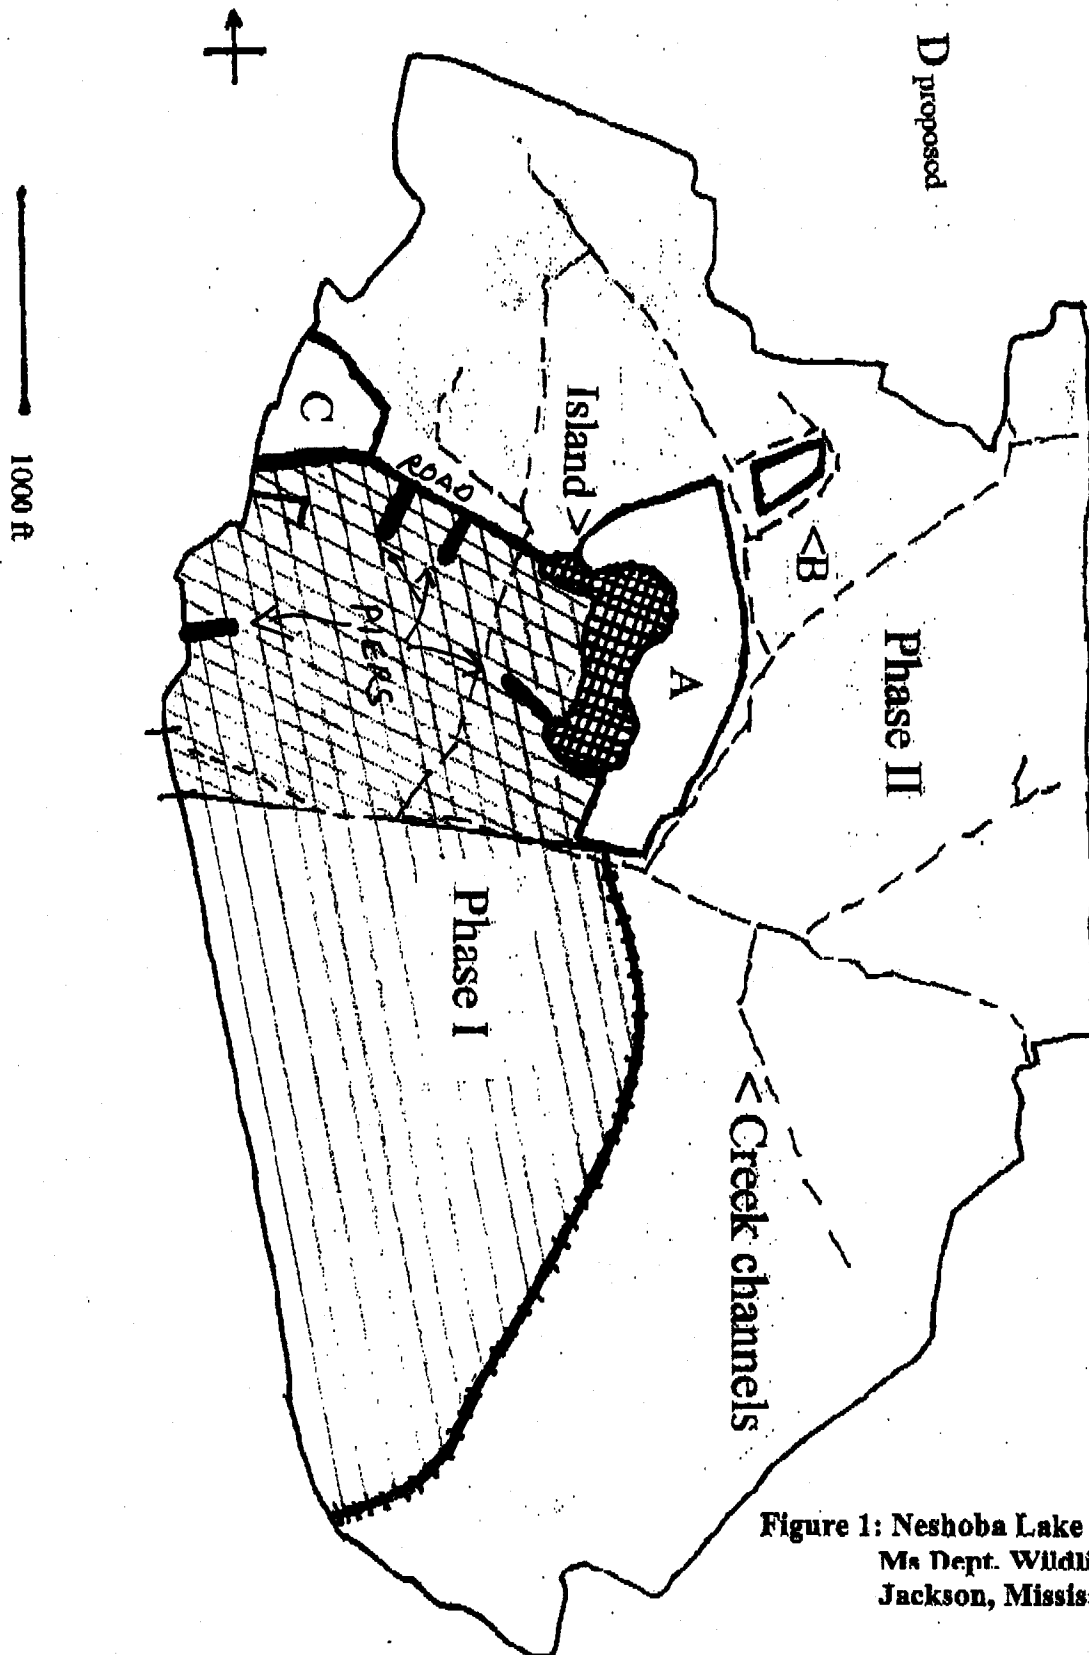 D proposod
Island >
C
ROAD
<B
PIERS
A
Phase II
1000 ft
Phase I
< Creek channels
Figure 1: Neshoba Lake
Ms Dept. Wildli
Jackson, Missis